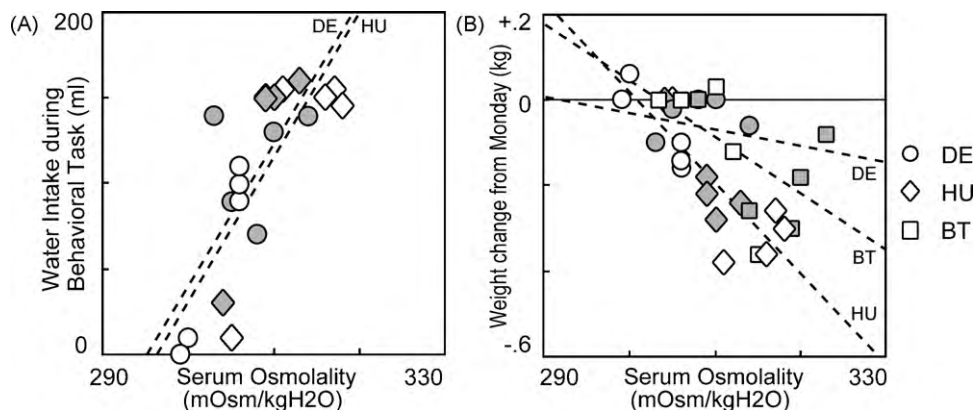 (A)
200
DE
HU
Water Intake during
Behavioral Task (ml)
0
290
Serum Osmolality
330
(mOsm/kgH2O)
(B)
+.2
Weight change from Monday (kg)
0
-.6
DE
BT
HU
290
Serum Osmolality
330
(mOsm/kgH2O)
DE
HU
BT